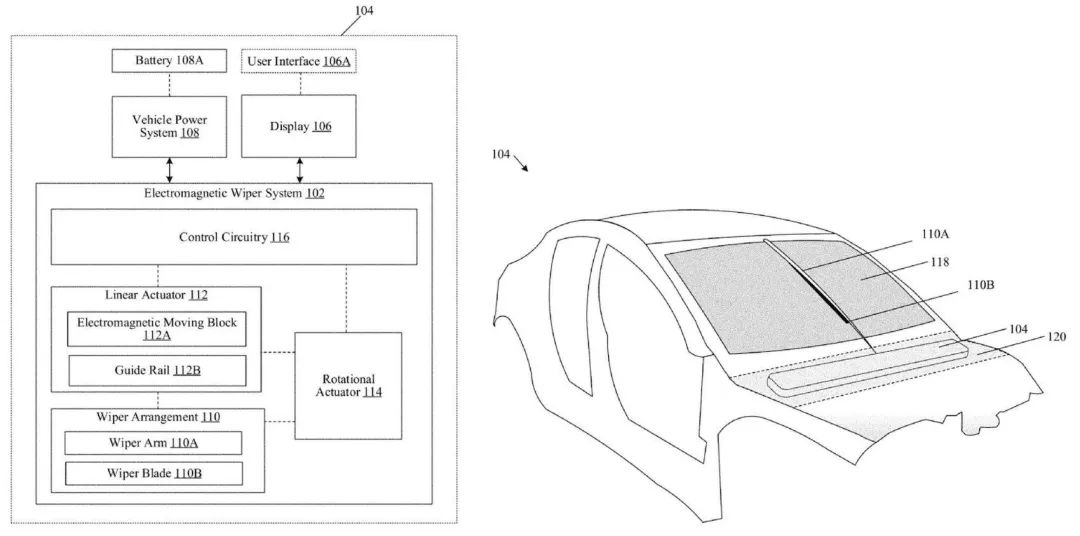 104
Battery 108A
User Interface 106A
Vehicle Power
System 108
Display 106
Electromagnetic Wiper System 102
Control Circuitry 116
Linear Actuator 112
Electromagnetic Moving Block
112A
Guide Rail 112B
Rotational
Actuator 114
Wiper Arrangement 110
Wiper Arm 110A
Wiper Blade 110B
104
110A
118
110B
104
120